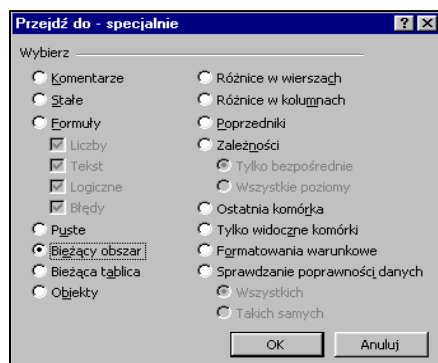 Przejdź do - specjalnie
Wybierz
Komentarze
Stałe
Formuły
Liczby
Tekst
Logiczne
Błędy
Puste
Bieżący obszar
Bieżąca tablica
Obiekty
Różnice w wierszach
Różnice w kolumnach
Poprzedniki
Zależności
Tylko bezpośrednie
Wszystkie poziomy
Ostatnia komórka
Tylko widoczne komórki
Formatowania warunkowe
Sprawdzanie poprawności danych
Wszystkich
Takich samych
OK
Anuluj